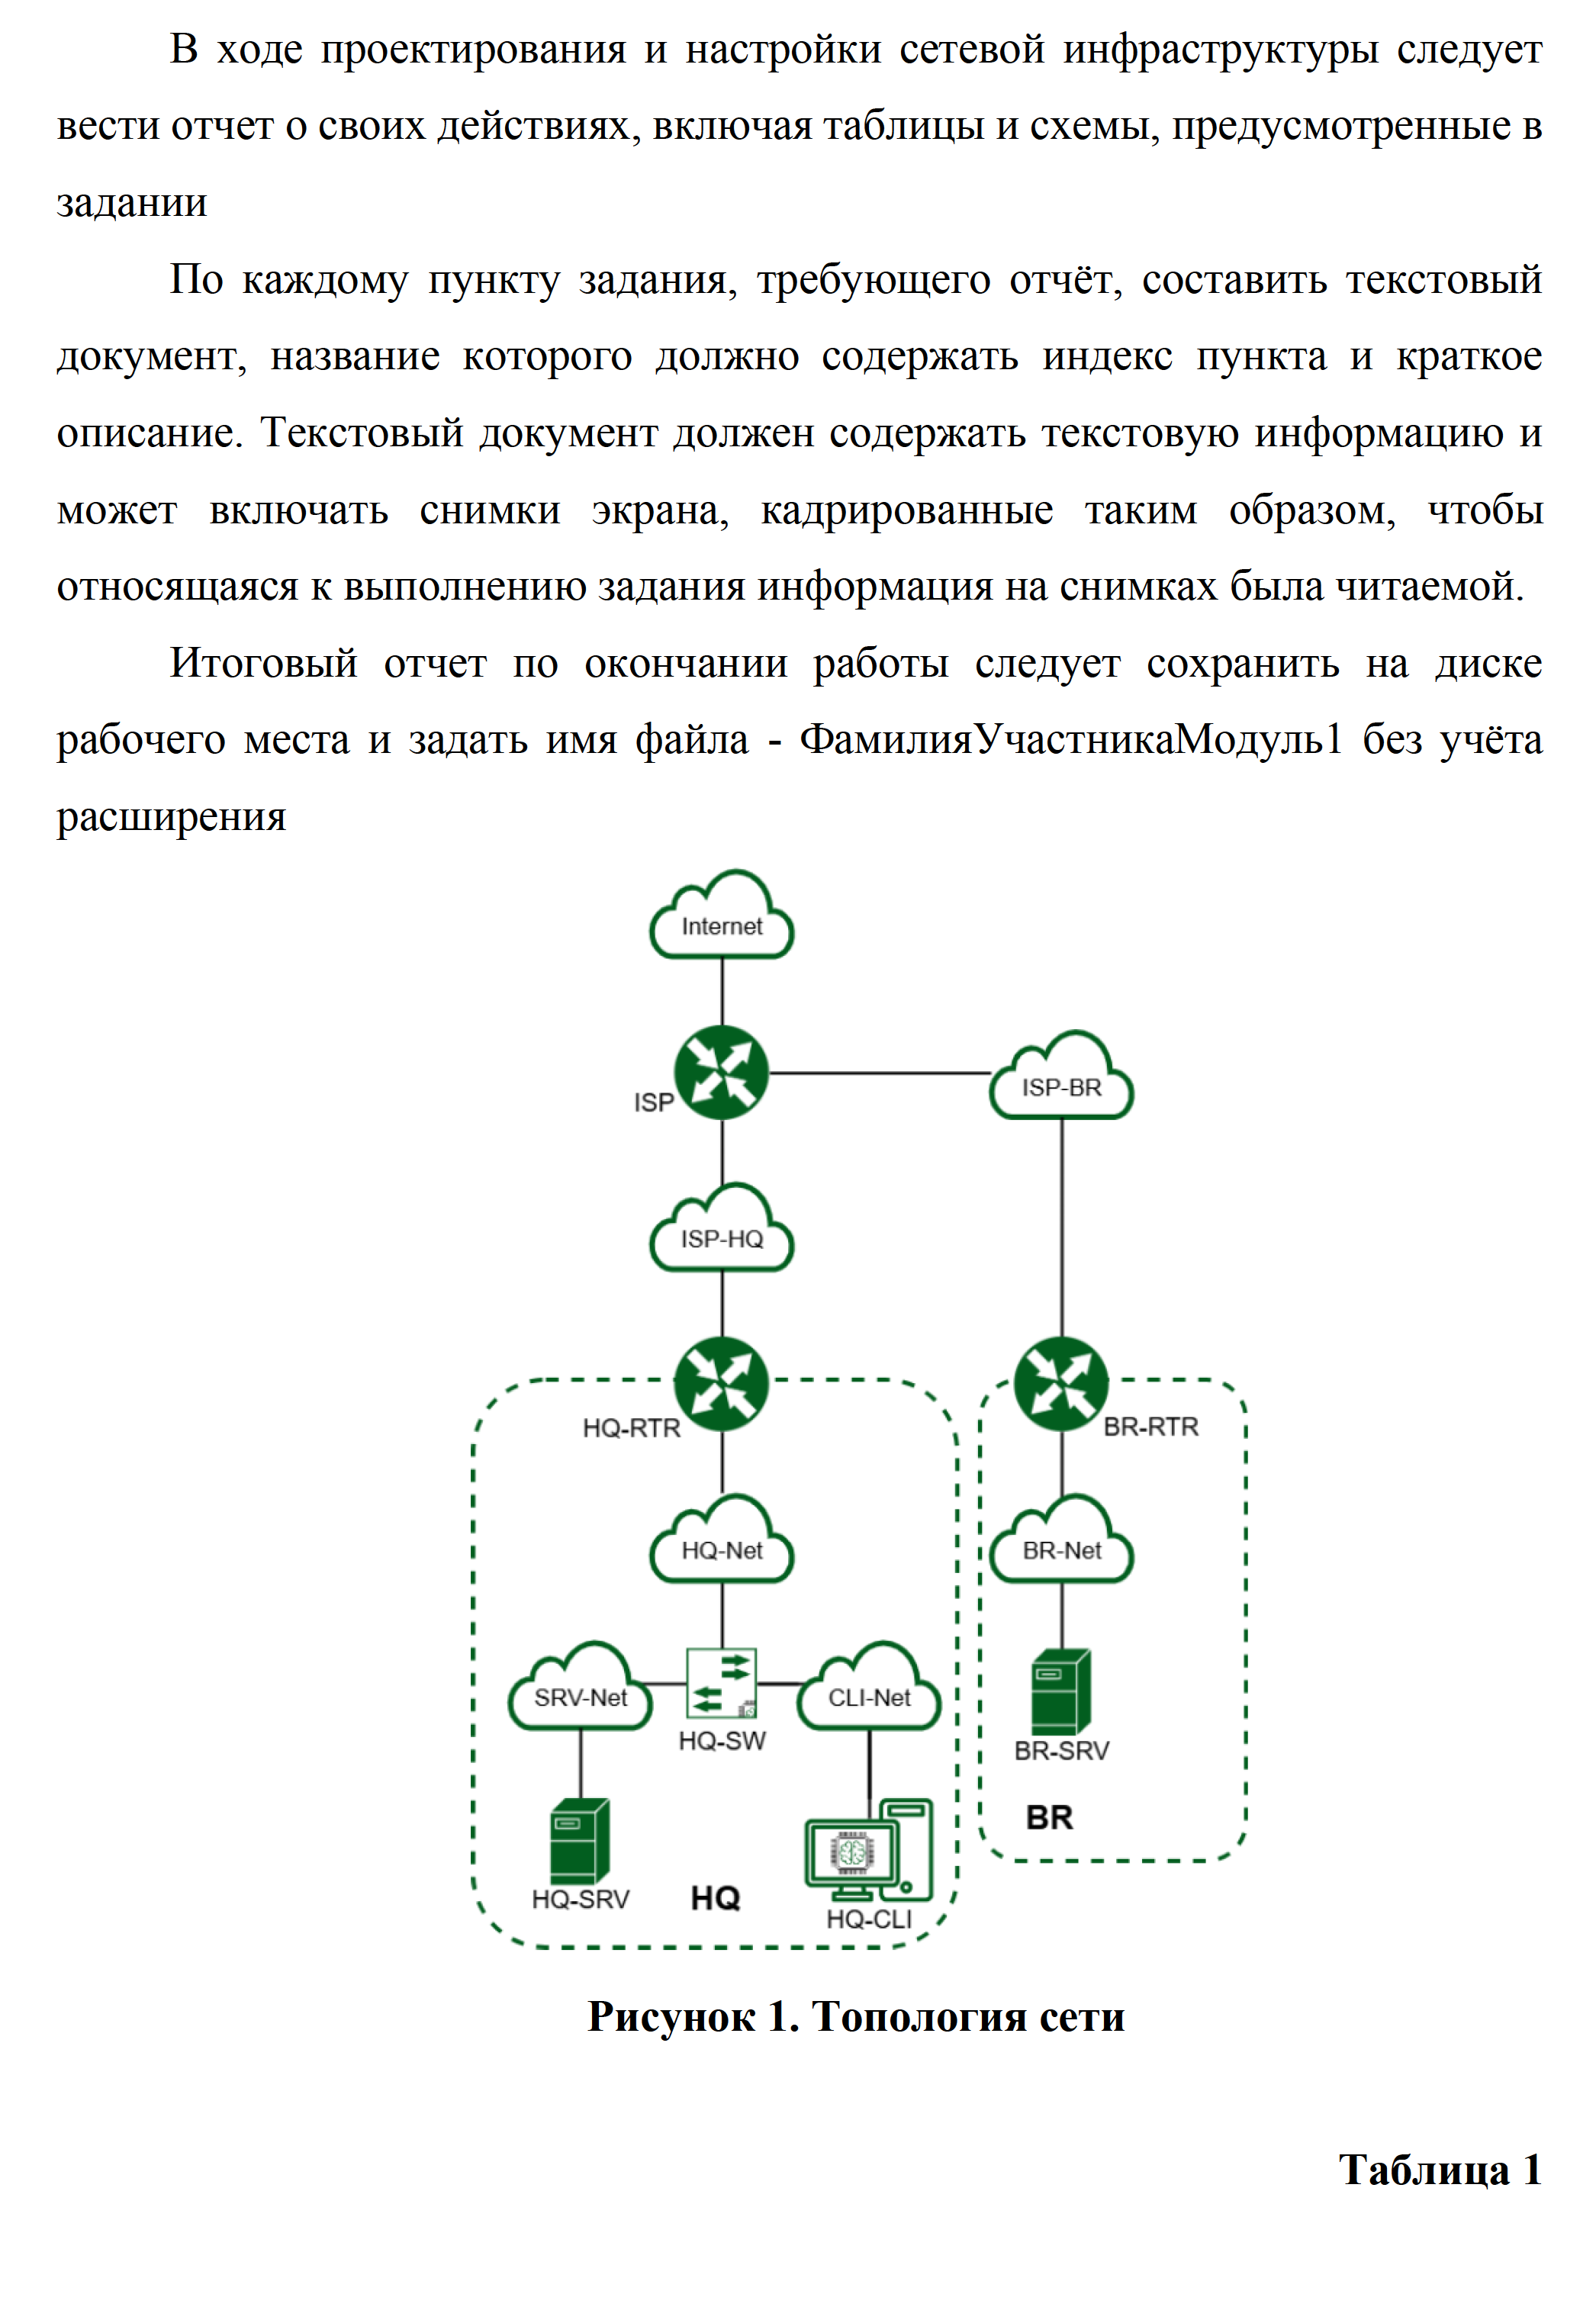 В ходе проектирования и настройки сетевой инфраструктуры следует
вести отчет о своих действиях, включая таблицы и схемы, предусмотренные в
задании
По каждому пункту задания, требующего отчёт, составить текстовый
документ, название которого должно содержать индекс пункта и краткое
описание. Текстовый документ должен содержать текстовую информацию и
может включать снимки экрана, кадрированные таким образом, чтобы
относящаяся к выполнению задания информация на снимках была читаемой.
Итоговый отчет по окончании работы следует сохранить на диске
рабочего места и задать имя файла - ФамилияУчастникаМодуль1 без учёта
расширения
Internet
ISP
ISP-BR
ISP-HQ
HQ-RTR
BR-RTR
HQ-Net
BR-Net
SRV-Net
CLI-Net
HQ-SW
BR-SRV
BR
HQ-SRV
HQ
HQ-CLI
Рисунок 1. Топология сети
Таблица 1